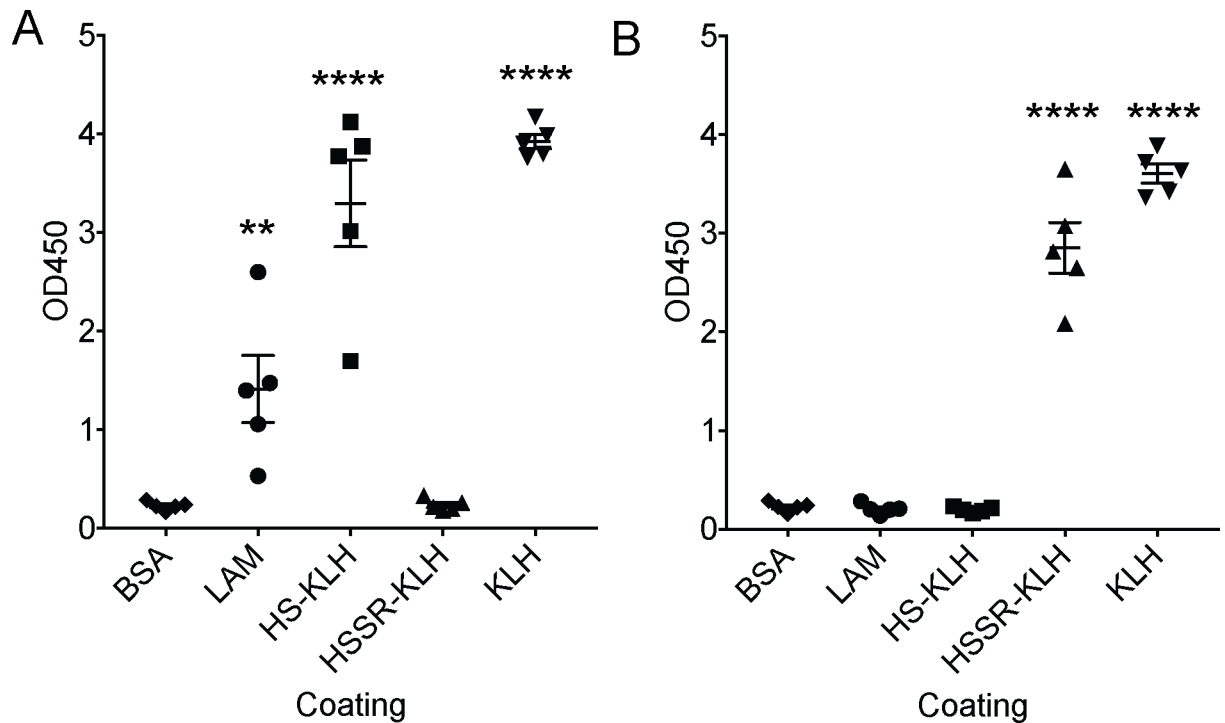 A
5
4
3
2
1
0
OD450
**
****
****
BSA
LAM
HS-KLH
HSSR-KLH
KLH
Coating
B
5
4
3
2
1
0
OD450
****
****
BSA
LAM
HS-KLH
HSSR-KLH
KLH
Coating